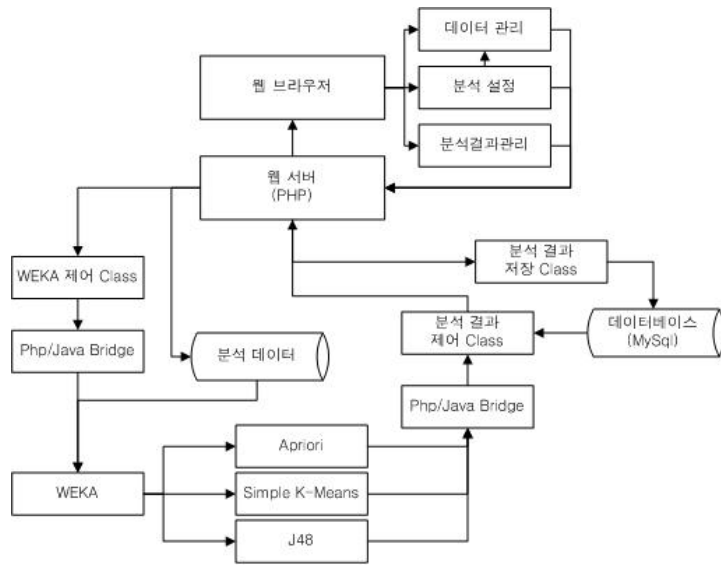 데이터 관리
웹 브라우저
분석 설정
분석결과관리
웹 서버
(PHP)
분석 결과
저장 Class
WEKA 제어 Class
분석 결과
제어 Class
데이터베이스
(MySql)
Php/Java Bridge
분석 데이터
Php/Java Bridge
Apriori
WEKA
Simple K-Means
J48